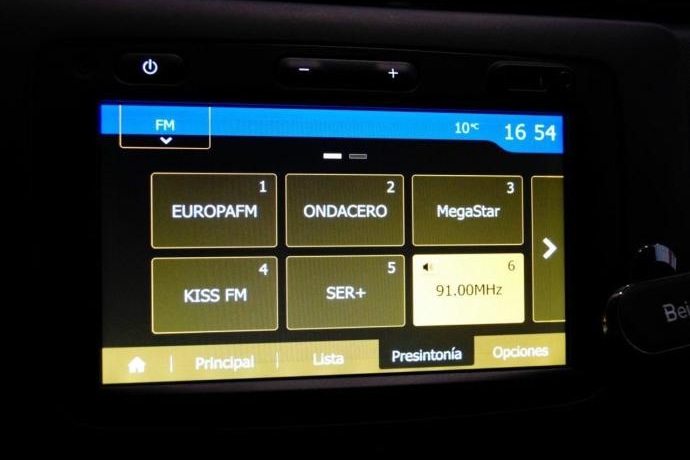 − +
FM 10°C 16 54
1 2 3
EUROPAFM ONDACERO MegaStar
4 5 6
KISS FM SER+ 91.00MHz
Principal Lista Presintonía Opciones
Bei